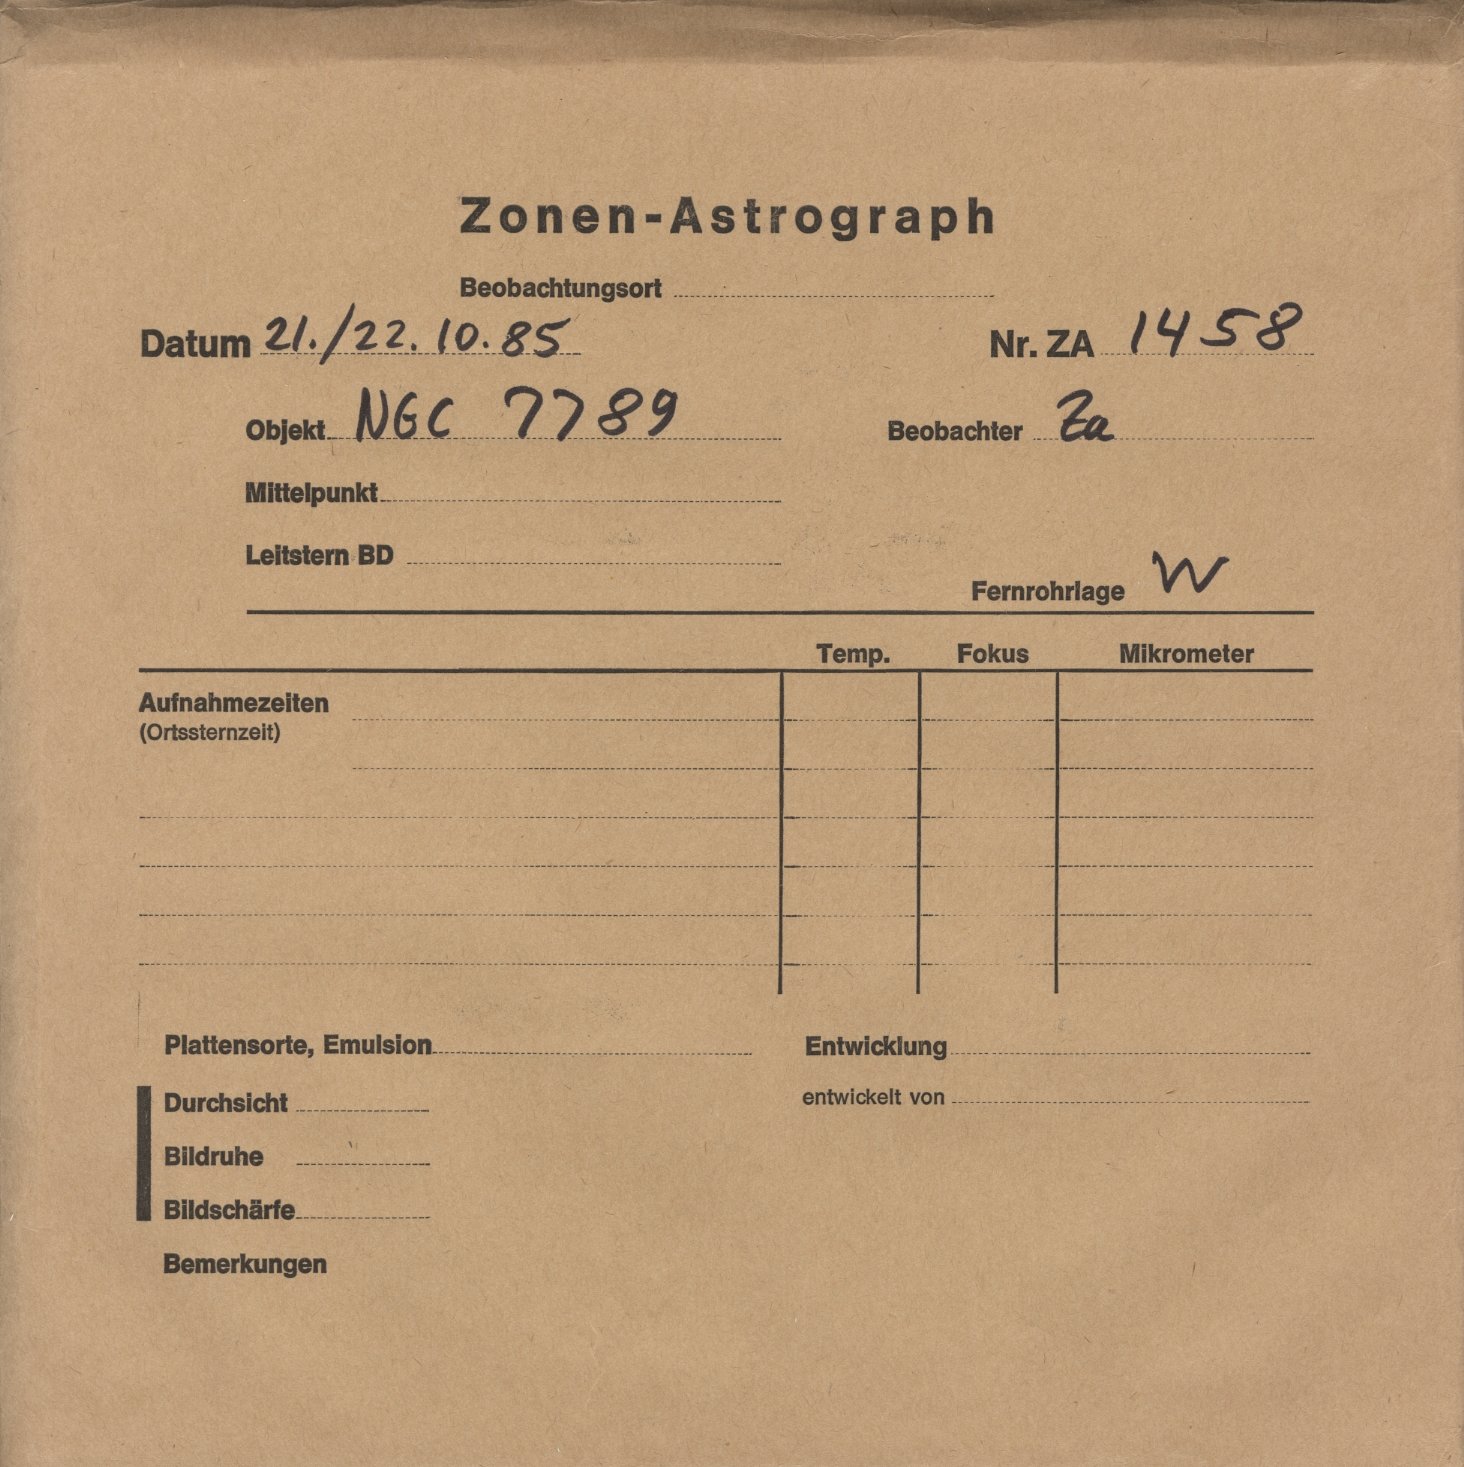 Zonen-Astrograph
Beobachtungsort
Datum 21./22.10.85 Nr. ZA 1458
Objekt NGC 7789 Beobachter Za
Mittelpunkt
Leitstern BD
Fernrohrlage W
Temp. Fokus Mikrometer
Aufnahmezeiten
(Ortssternzeit)
Plattensorte, Emulsion Entwicklung
Durchsicht entwickelt von
Bildruhe
Bildschärfe
Bemerkungen